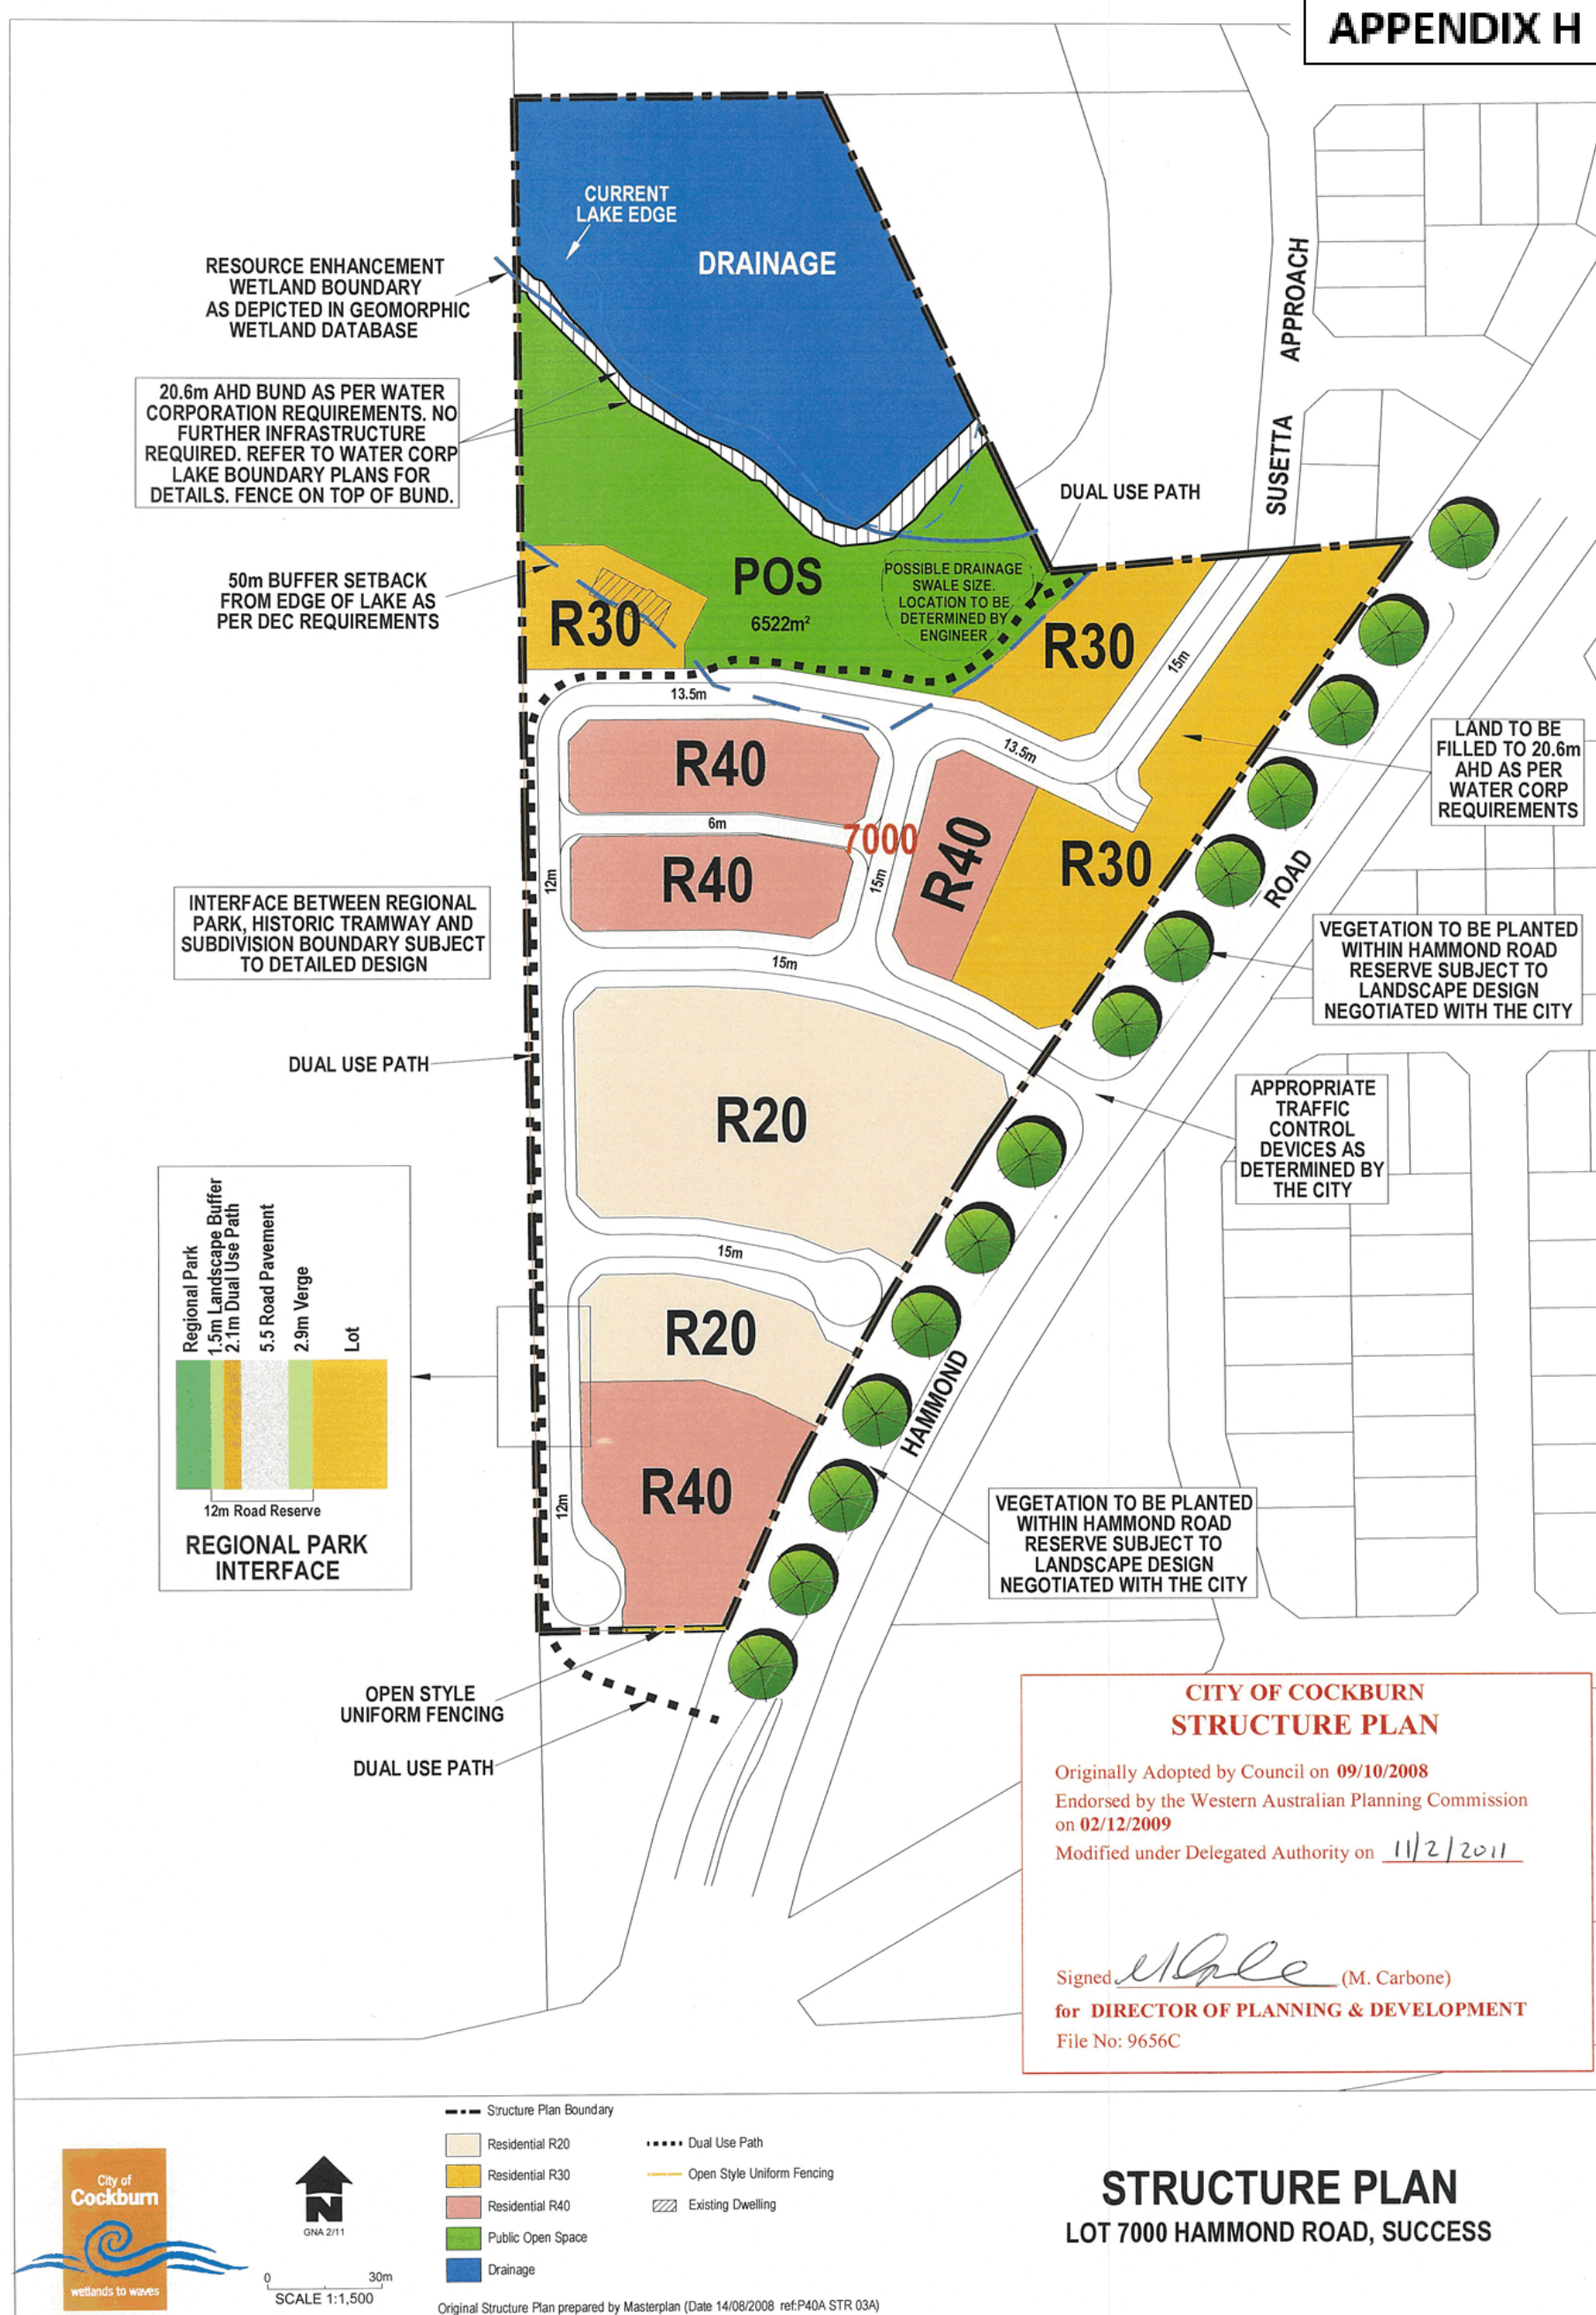 APPENDIX H
CURRENT
LAKE EDGE
DRAINAGE
RESOURCE ENHANCEMENT
WETLAND BOUNDARY
AS DEPICTED IN GEOMORPHIC
WETLAND DATABASE
20.6m AHD BUND AS PER WATER
CORPORATION REQUIREMENTS. NO
FURTHER INFRASTRUCTURE
REQUIRED. REFER TO WATER CORP
LAKE BOUNDARY PLANS FOR
DETAILS. FENCE ON TOP OF BUND.
SUSETTA APPROACH
DUAL USE PATH
50m BUFFER SETBACK
FROM EDGE OF LAKE AS
PER DEC REQUIREMENTS
R30
POS
6522m²
POSSIBLE DRAINAGE
SWALE SIZE.
LOCATION TO BE
DETERMINED BY
ENGINEER
R30
15m
13.5m
R40
13.5m
LAND TO BE
FILLED TO 20.6m
AHD AS PER
WATER CORP
REQUIREMENTS
6m
7000
R40
12m
15m
R40
R30
HAMMOND ROAD
INTERFACE BETWEEN REGIONAL
PARK, HISTORIC TRAMWAY AND
SUBDIVISION BOUNDARY SUBJECT
TO DETAILED DESIGN
15m
VEGETATION TO BE PLANTED
WITHIN HAMMOND ROAD
RESERVE SUBJECT TO
LANDSCAPE DESIGN
NEGOTIATED WITH THE CITY
DUAL USE PATH
R20
APPROPRIATE
TRAFFIC
CONTROL
DEVICES AS
DETERMINED BY
THE CITY
15m
Regional Park
1.5m Landscape Buffer
2.1m Dual Use Path
5.5 Road Pavement
2.9m Verge
Lot
12m Road Reserve
REGIONAL PARK
INTERFACE
R20
R40
12m
VEGETATION TO BE PLANTED
WITHIN HAMMOND ROAD
RESERVE SUBJECT TO
LANDSCAPE DESIGN
NEGOTIATED WITH THE CITY
OPEN STYLE
UNIFORM FENCING
DUAL USE PATH
CITY OF COCKBURN
STRUCTURE PLAN
Originally Adopted by Council on 09/10/2008
Endorsed by the Western Australian Planning Commission
on 02/12/2009
Modified under Delegated Authority on 11/2/2011
Signed (M. Carbone)
for DIRECTOR OF PLANNING & DEVELOPMENT
File No: 9656C
City of
Cockburn
wetlands to waves
N
GNA 2/11
0 30m
SCALE 1:1,500
Structure Plan Boundary
Residential R20
Residential R30
Residential R40
Public Open Space
Drainage
Dual Use Path
Open Style Uniform Fencing
Existing Dwelling
Original Structure Plan prepared by Masterplan (Date 14/08/2008 ref:P40A STR 03A)
STRUCTURE PLAN
LOT 7000 HAMMOND ROAD, SUCCESS